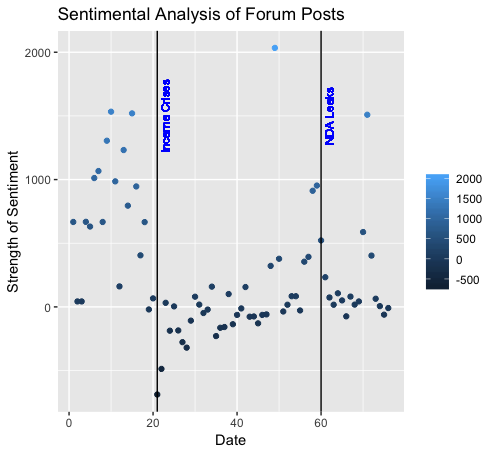 Sentimental Analysis of Forum Posts
Strength of Sentiment
2000
1000
0
Income Crises
NDA Leeks
2000
1500
1000
500
0
-500
0
20
40
60
Date